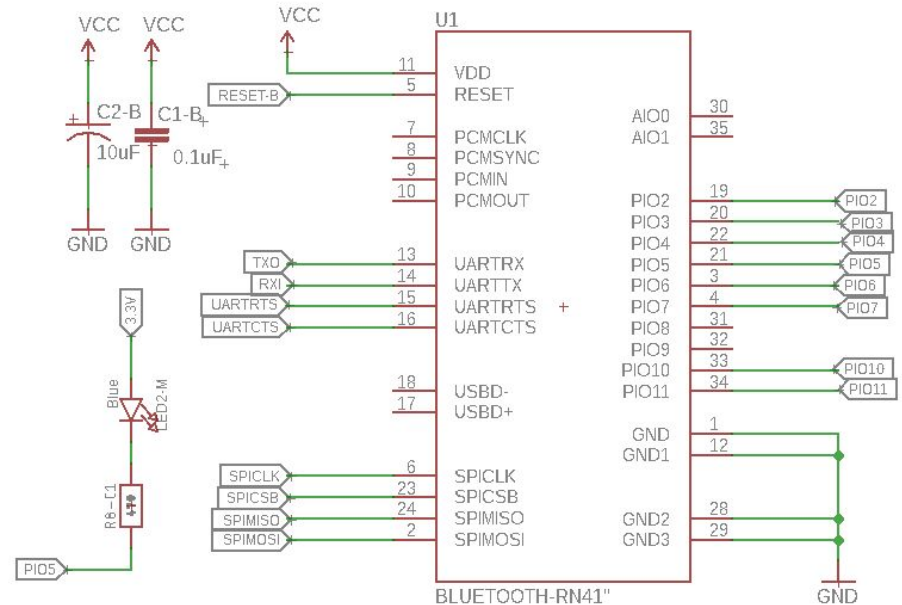 VCC
VCC
C2-B
10uF
C1-B
0.1uF
GND
GND
3.3V
Blue
LED2-M
470
PIO5
VCC
U1
RESET-B
11 VDD
5 RESET
7 PCMCLK
8 PCMSYNC
9 PCMIN
10 PCMOUT
TXO 13 UARTRX
RXI 14 UARTTX
UARTRTS 15 UARTRTS
UARTCTS 16 UARTCTS
18 USBD-
17 USBD+
SPICLK 6 SPICLK
SPICSB 23 SPICSB
SPIMISO 24 SPIMISO
SPIMOSI 2 SPIMOSI
AIO0 30
AIO1 35
PIO2 19 PIO2
PIO3 20 PIO3
PIO4 22 PIO4
PIO5 21 PIO5
PIO6 3 PIO6
PIO7 4 PIO7
PIO8 31
PIO9 32
PIO10 33 PIO10
PIO11 34 PIO11
GND 1
GND1 12
GND2 28
GND3 29
GND
BLUETOOTH-RN41"